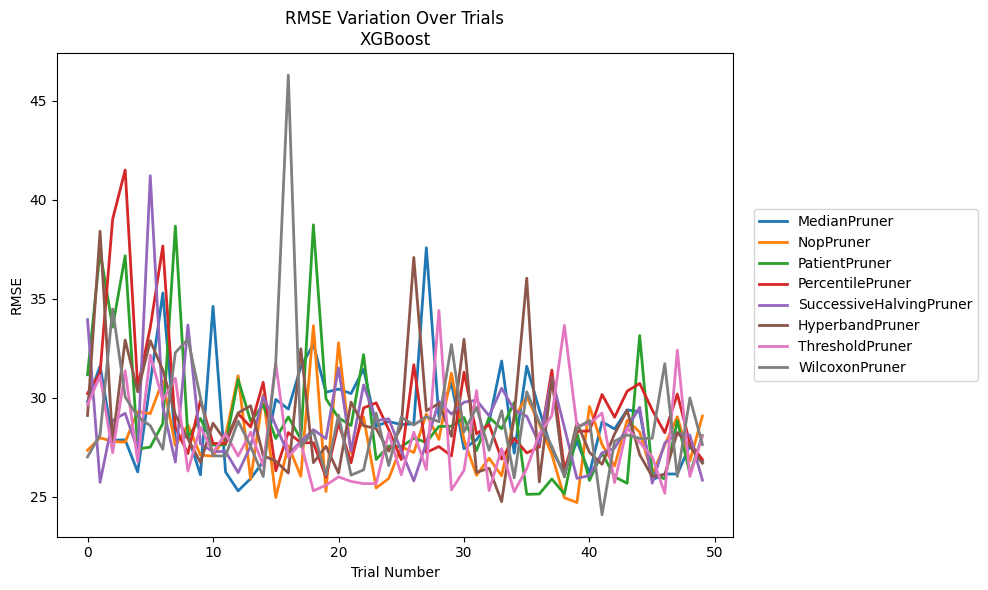 RMSE Variation Over Trials
XGBoost
RMSE
45
40
35
30
25
0
10
20
30
40
50
Trial Number
MedianPruner
NopPruner
PatientPruner
PercentilePruner
SuccessiveHalvingPruner
HyperbandPruner
ThresholdPruner
WilcoxonPruner